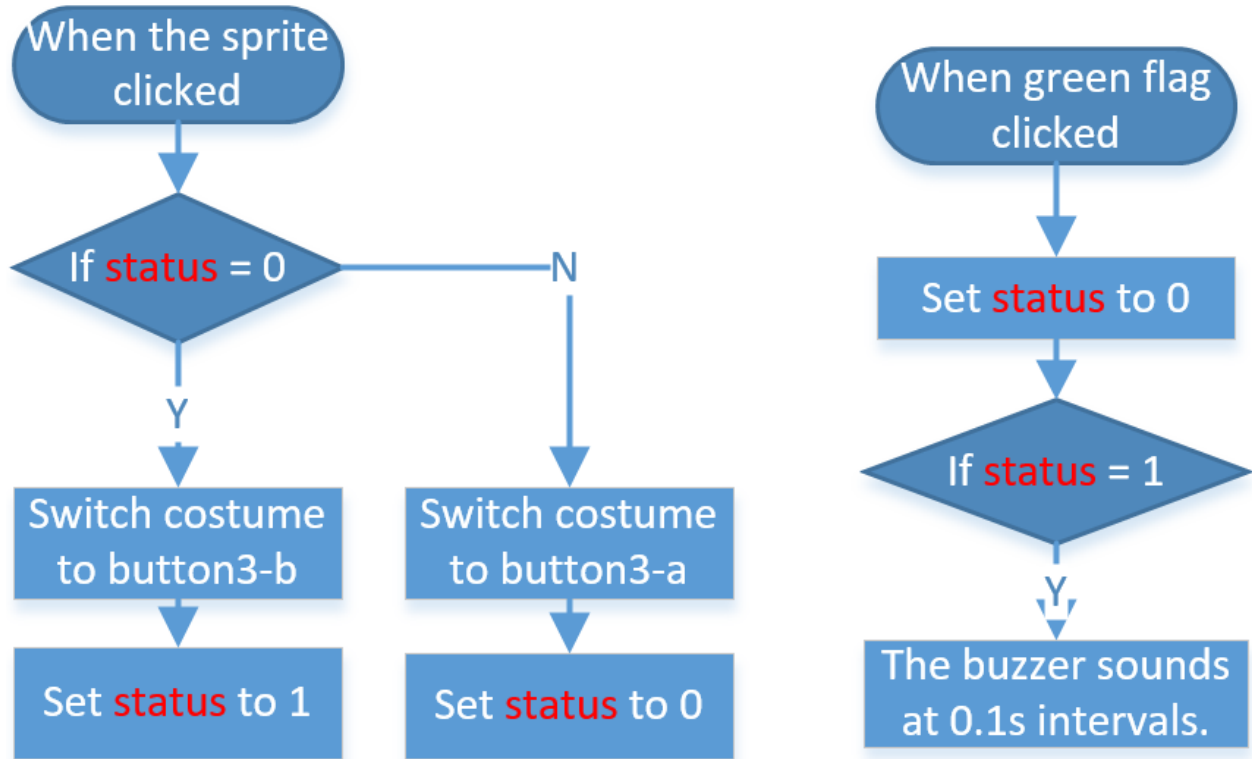 When the sprite
clicked
If status = 0
N
Y
Switch costume
to button3-b
Set status to 1
Switch costume
to button3-a
Set status to 0
When green flag
clicked
Set status to 0
If status = 1
Y
The buzzer sounds
at 0.1s intervals.